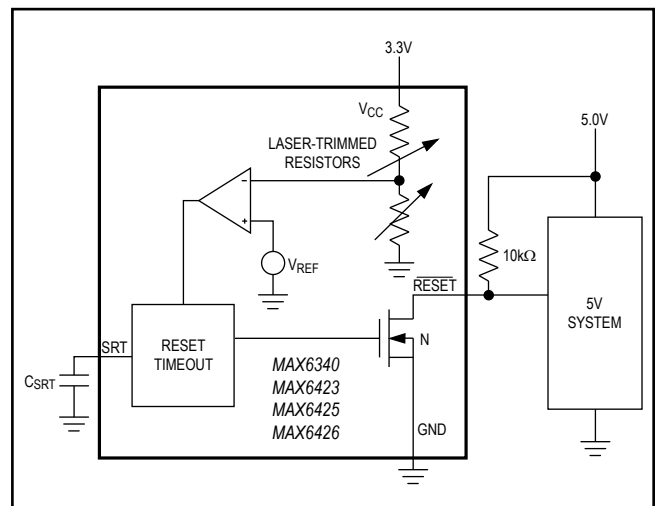 3.3V
VCC
5.0V
LASER-TRIMMED
RESISTORS
−
+
VREF
10kΩ
RESET
5V
SYSTEM
SRT
RESET
TIMEOUT
N
CSRT
MAX6340
MAX6423
MAX6425
MAX6426
GND